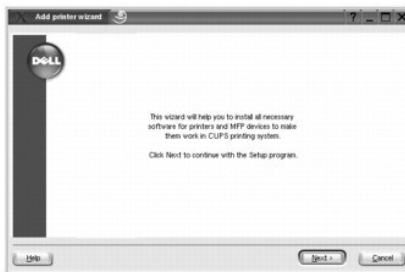 Add printer wizard
DELL
This wizard will help you to install all necessary
software for printers and MFP devices to make
them work in CUPS printing system.
Click Next to continue with the Setup program.
Help
Next >
Cancel